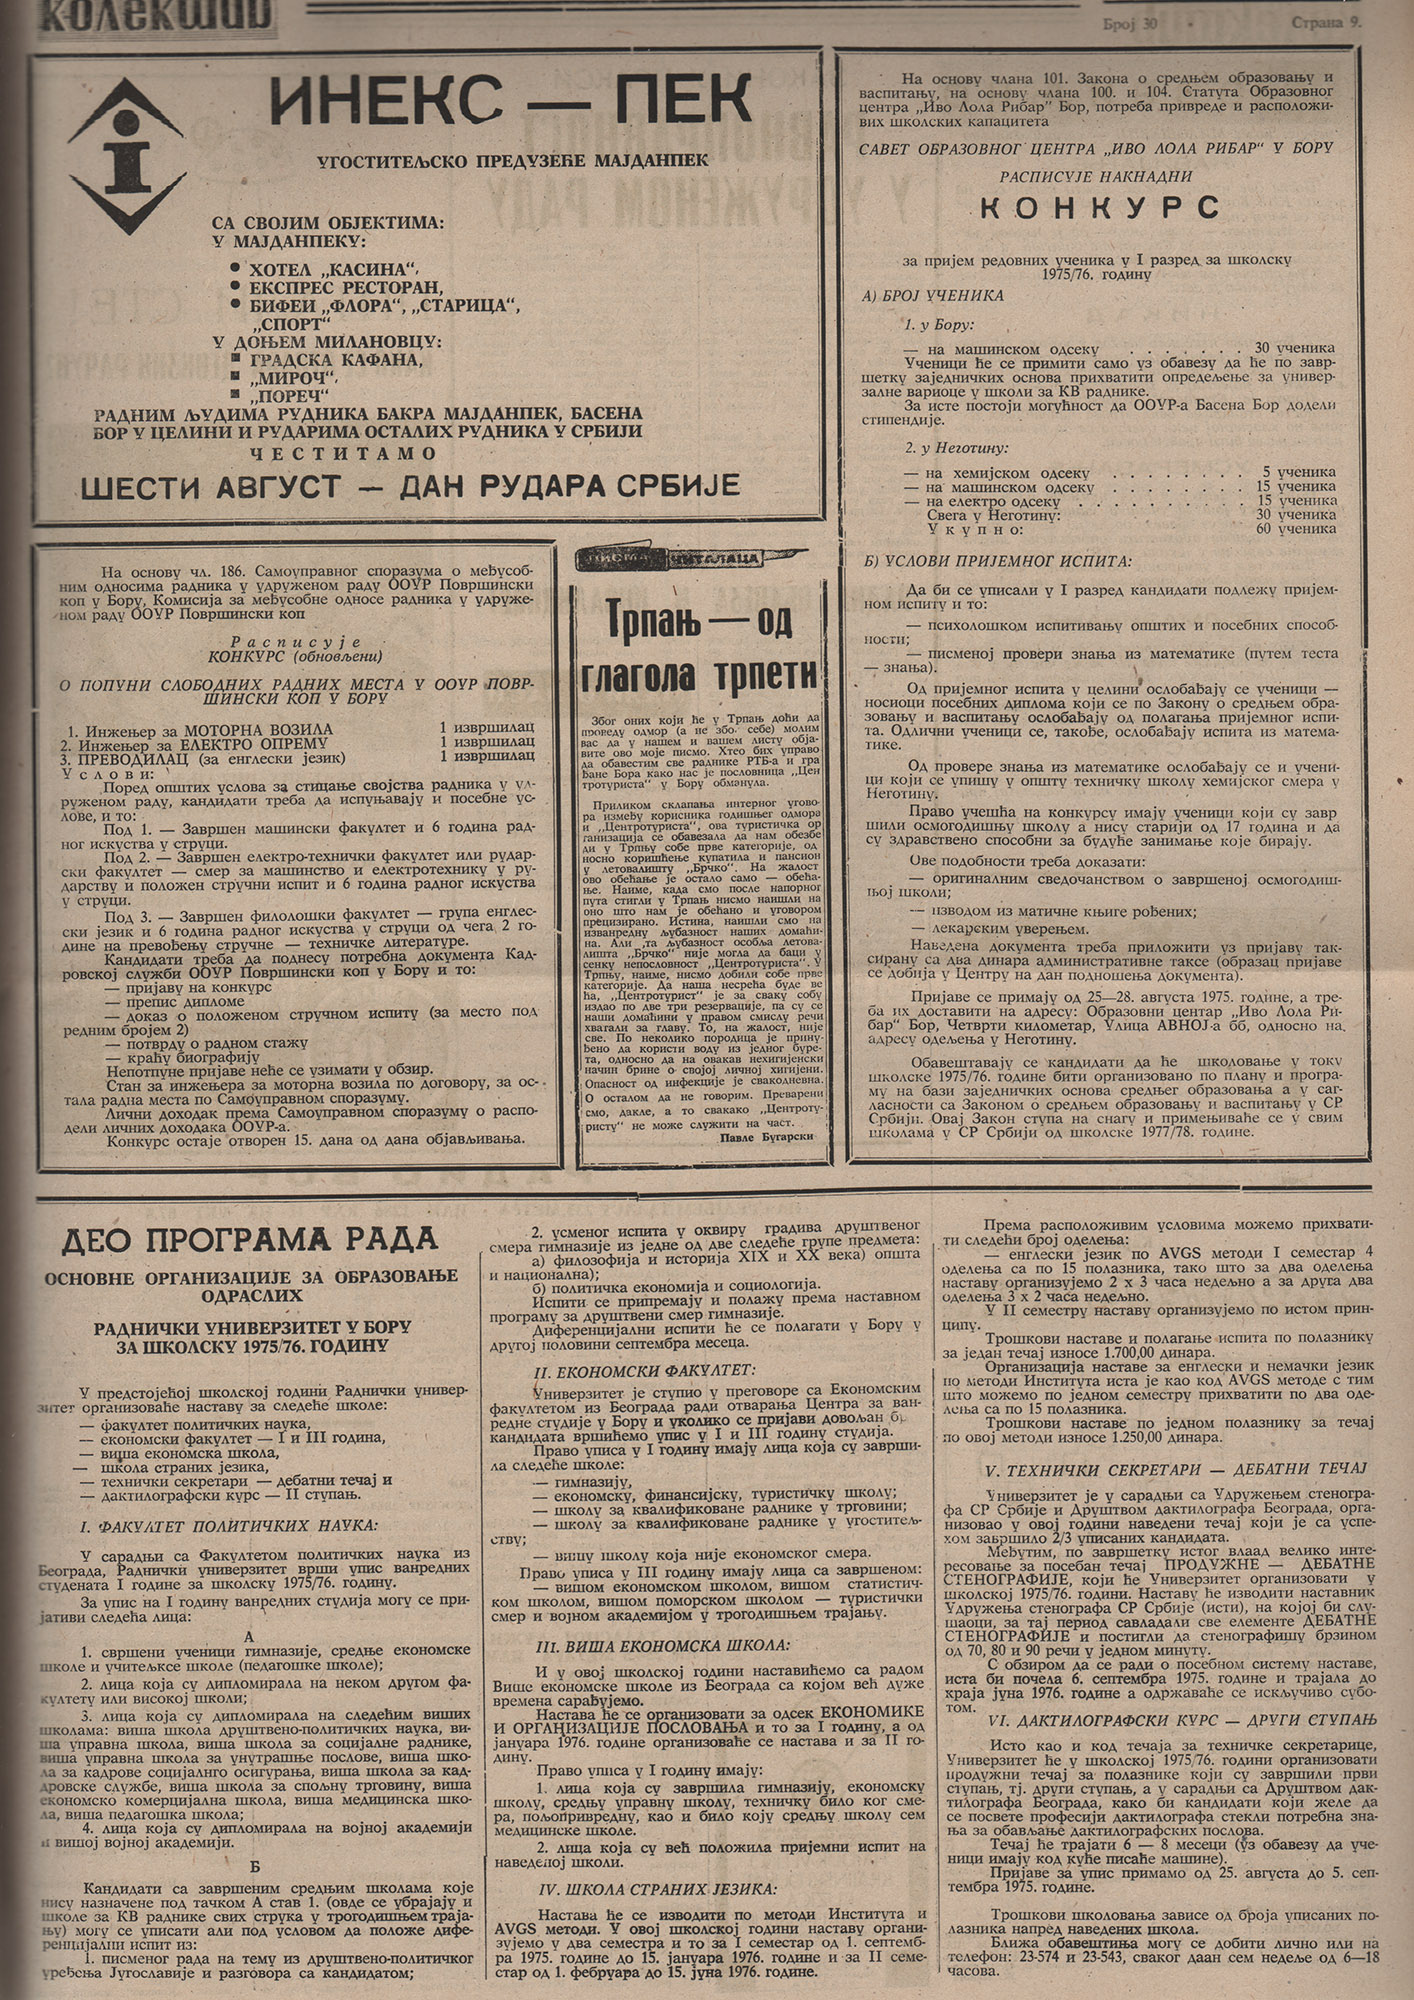 колектив
Број 30 • Страна 9.
ИНЕКС — ПЕК
УГОСТИТЕЉСКО ПРЕДУЗЕЋЕ МАЈДАНПЕК
СА СВОЈИМ ОБЈЕКТИМА:
У МАЈДАНПЕКУ:
• ХОТЕЛ „КАСИНА“,
• ЕКСПРЕС РЕСТОРАН,
• БИФЕИ „ФЛОРА“, „СТАРИЦА“,
„СПОРТ“
У ДОЊЕМ МИЛАНОВЦУ:
■ ГРАДСКА КАФАНА,
■ „МИРОЧ“,
■ „ПОРЕЧ“
РАДНИМ ЉУДИМА РУДНИКА БАКРА МАЈДАНПЕК, БАСЕНА
БОР У ЦЕЛИНИ И РУДАРИМА ОСТАЛИХ РУДНИКА У СРБИЈИ
ЧЕСТИТАМО
ШЕСТИ АВГУСТ — ДАН РУДАРА СРБИЈЕ
На основу чл. 186. Самоуправног споразума о међусоб-
ним односима радника у удруженом раду ООУР Површински
коп у Бору, Комисија за међусобне односе радника у удруже-
ном раду ООУР Површински коп
Расписује
КОНКУРС (обновљени)
О ПОПУНИ СЛОБОДНИХ РАДНИХ МЕСТА У ООУР ПОВР-
ШИНСКИ КОП У БОРУ
1. Инжењер за МОТОРНА ВОЗИЛА 1 извршилац
2. Инжењер за ЕЛЕКТРО ОПРЕМУ 1 извршилац
3. ПРЕВОДИЛАЦ (за енглески језик) 1 извршилац
Услови:
Поред општих услова за стицање својства радника у уд-
руженом раду, кандидати треба да испуњавају и посебне ус-
лове, и то:
Под 1. — Завршен машински факултет и 6 година рад-
ног искуства у струци.
Под 2. — Завршен електро-технички факултет или рудар-
ски факултет — смер за машинство и електротехнику у ру-
дарству и положен стручни испит и 6 година радног искуства
у струци.
Под 3. — Завршен филолошки факултет — група енглес-
ски језик и 6 година радног искуства у струци од чега 2 го-
дине на превођењу стручне — техничке литературе.
Кандидати треба да поднесу потребна документа Кад-
ровској служби ООУР Површински коп у Бору и то:
— пријаву на конкурс
— препис дипломе
— доказ о положеном стручном испиту (за место под
редним бројем 2)
— потврду о радном стажу
— краћу биографију
Непотпуне пријаве неће се узимати у обзир.
Стан за инжењера за моторна возила по договору, за ос-
тала радна места по Самоуправном споразуму.
Лични доходак према Самоуправном споразуму о распо-
дели личних доходака ООУР-а.
Конкурс остаје отворен 15. дана од дана објављивања.
ПИСМА ЧИТАЛАЦА
Трпањ — од
глагола трпети
Због оних који ће у Трпањ доћи да
проведу одмор (а не због себе) молим
вас да у нашем и вашем листу обја-
вите ово моје писмо. Хтео бих управо
да обавестим све раднике РТБ-а и гра
ђане Бора како нас је пословница „Цен
тротуриста“ у Бору обманула.
Приликом склапања интерног угово-
ра између корисника годишњег одмора
и „Центротуриста“, ова туристичка ор
ганизација се обавезала да нам обезбе
ди у Трпњу собе прве категорије, од
носно коришћење купатила и пансион
у летовалишту „Брчко“. На жалост
ово обећање је остало само — обећа-
ње. Наиме, када смо после напорног
пута стигли у Трпањ нисмо наишли на
оно што нам је обећано и уговором
прецизирано. Истина, наишли смо на
изванредну љубазност наших домаћи-
на. Али та љубазност особља летова-
лишта „Брчко“ није могла да баци у
сенку непословност „Центротуриста“. У
Трпњу, наиме, нисмо добили собе прве
категорије. Да наша несрећа буде ве
ћа, „Центротурист“ је за сваку собу
издао по две три резервације, па су се
наши домаћини у правом смислу речи
хватали за главу. То, на жалост, није
све. По неколико породица је прину-
ђено да користи воду из једног буре-
та, односно да на овакав нехигијенски
начин брине о својој личној хигијени.
Опасност од инфекције је свакодневна.
О осталом да не говорим. Преварени
смо, дакле, а то свакако „Центроту-
ристу“ не може служити на част.
Павле Бугарски
На основу члана 101. Закона о средњем образовању и
васпитању, на основу члана 100. и 104. Статута Образовног
центра „Иво Лола Рибар“ Бор, потреба привреде и расположи-
вих школских капацитета
САВЕТ ОБРАЗОВНОГ ЦЕНТРА „ИВО ЛОЛА РИБАР“ У БОРУ
РАСПИСУЈЕ НАКНАДНИ
КОНКУРС
за пријем редовних ученика у I разред за школску
1975/76. годину
А) БРОЈ УЧЕНИКА
1. у Бору:
— на машинском одсеку . . . . . . . 30 ученика
Ученици ће се примити само уз обавезу да ће по завр-
шетку заједничких основа прихватити опредељење за универ-
залне вариоце у школи за КВ раднике.
За исте постоји могућност да ООУР-а Басена Бор додели
стипендије.
2. у Неготину:
— на хемијском одсеку . . . . . . . 5 ученика
— на машинском одсеку . . . . . . . 15 ученика
— на електро одсеку . . . . . . . . 15 ученика
Свега у Неготину: 30 ученика
Укупно: 60 ученика
Б) УСЛОВИ ПРИЈЕМНОГ ИСПИТА:
Да би се уписали у I разред кандидати подлежу пријем-
ном испиту и то:
— психолошком испитивању општих и посебних способ-
ности;
— писменој провери знања из математике (путем теста
— знања).
Од пријемног испита у целини ослобађају се ученици —
носиоци посебних диплома који се по Закону о средњем обра-
зовању и васпитању ослобађају од полагања пријемног испи-
та. Одлични ученици се, такође, ослобађају испита из матема-
тике.
Од провере знања из математике ослобађају се и учени-
ци који се упишу у општу техничку школу хемијског смера у
Неготину.
Право учешћа на конкурсу имају ученици који су завр
шили осмогодишњу школу а нису старији од 17 година и да
су здравствено способни за будуће занимање које бирају.
Ове подобности треба доказати:
— оригиналним сведочанством о завршеној осмогодиш-
њој школи;
— изводом из матичне књиге рођених;
— лекарским уверењем.
Наведена документа треба приложити уз пријаву так-
сирану са два динара административне таксе (образац пријаве
се добија у Центру на дан подношења документа).
Пријаве се примају од 25—28. августа 1975. године, а тре-
ба их доставити на адресу: Образовни центар „Иво Лола Ри-
бар“ Бор, Четврти километар, Улица АВНОЈ-а бб, односно на
адресу одељења у Неготину.
Обавештавају се кандидати да ће школовање у току
школске 1975/76. године бити организовано по плану и програ-
му на бази заједничких основа средњег образовања а у саг-
ласности са Законом о средњем образовању и васпитању у СР
Србији. Овај Закон ступа на снагу и примењиваће се у свим
школама у СР Србији од школске 1977/78. године.
ДЕО ПРОГРАМА РАДА
ОСНОВНЕ ОРГАНИЗАЦИЈЕ ЗА ОБРАЗОВАЊЕ
ОДРАСЛИХ
РАДНИЧКИ УНИВЕРЗИТЕТ У БОРУ
ЗА ШКОЛСКУ 1975/76. ГОДИНУ
У предстојећој школској години Раднички универ-
зитет организоваће наставу за следеће школе:
— факултет политичких наука,
— економски факултет — I и III година,
— виша економска школа,
— школа страних језика,
— технички секретари — дебатни течај и
— дактилографски курс — II ступањ.
I. ФАКУЛТЕТ ПОЛИТИЧКИХ НАУКА:
У сарадњи са Факултетом политичких наука из
Београда, Раднички универзитет врши упис ванредних
студената I године за школску 1975/76. годину.
За упис на I годину ванредних студија могу се при-
јативи следећа лица:
А
1. свршени ученици гимназије, средње економске
школе и учитељксе школе (педагошке школе);
2. лица која су дипломирала на неком другом фа-
култету или високој школи;
3. лица која су дипломирала на следећим виших
школама: виша школа друштвено-политичких наука, ви-
ша управна школа, виша школа за социјалне раднике,
виша управна школа за унутрашње послове, виша шко-
ла за кадрове социјалнго осигурања, виша школа за кад-
дровске службе, виша школа за спољну трговину, виша
економско комерцијална школа, виша медицинска шко-
ла, виша педагошка школа;
4. лица која су дипломирала на војној академији
и вишој војној академији.
Б
Кандидати са завршеним средњим школама које
нису назначене под тачком А став 1. (овде се убрајају и
школе за КВ раднике свих струка у трогодишњем траја-
њу) могу се уписати али под условом да положе дифе-
ренцијални испит из:
1. писменог рада на тему из друштвено-политичког
уређења Југославије и разговора са кандидатом;
2. усменог испита у оквиру градива друштвеног
смера гимназије из једне од две следеће групе предмета:
а) филозофија и историја XIX и XX века) општа
и национална);
б) политичка економија и социологија.
Испити се припремају и полажу према наставном
програму за друштвени смер гимназије.
Диференцијални испити ће се полагати у Бору у
другој половини септембра месеца.
II. ЕКОНОМСКИ ФАКУЛТЕТ:
Универзитет је ступио у преговоре са Економским
факултетом из Београда ради отварања Центра за ван-
редне студије у Бору и уколико се пријави довољан
кандидата вршићемо упис у I и III годину студија.
Право уписа у I годину имају лица која су заврши-
ла следеће школе:
— гимназију,
— економску, финансијску, туристичку школу;
— школу за квалификоване раднике у трговини;
— школу за квалификоване раднике у угоститељ-
ству;
— вишу школу која није економског смера.
Право уписа у III годину имају лица са завршеном:
— вишом економском школом, вишом статистич-
ком школом, вишом поморском школом — туристички
смер и војном академијом у трогодишњем трајању.
III. ВИША ЕКОНОМСКА ШКОЛА:
И у овој школској години наставићемо са радом
Више економске школе из Београда са којом већ дуже
времена сарађујемо.
Настава ће се организовати за одсек ЕКОНОМИКЕ
И ОРГАНИЗАЦИЈЕ ПОСЛОВАЊА и то за I годину, а од
јануара 1976. године организоваће се настава и за II го-
дину.
Право уписа у I годину имају:
1. лица која су завршила гимназију, економску
школу, средњу управну школу, техничку било ког сме-
ра, пољопривредну, као и било коју средњу школу сем
медицинске школе.
2. лица која су већ положила пријемни испит на
наведеној школи.
IV. ШКОЛА СТРАНИХ ЈЕЗИКА:
Настава ће се изводити по методи Института и
AVGS методи. У овој школској години наставу органи-
зујемо у два семестра и то за I семестар од 1. септемб-
ра 1975. године до 15. јануара 1976. године и за II семе-
стар од 1. фебруара до 15. јуна 1976. године.
Према расположивим условима можемо прихвати-
ти следећи број одељена:
— енглески језик по AVGS методи I семестар 4
одељена са по 15 полазника, тако што за два одељена
наставу организујемо 2 х 3 часа недељно а за друга два
одељена 3 х 2 часа недељно.
У II семестру наставу организујемо по истом прин-
ципу.
Трошкови наставе и полагање испита по полазнику
за један течај износе 1.700,00 динара.
Организација наставе за енглески и немачки језик
по методи Института иста је као код AVGS методе с тим
што можемо по једном семестру прихватити по два оде-
лења са по 15 полазника.
Трошкови наставе по једном полазнику за течај
по овој методи износе 1.250,00 динара.
V. ТЕХНИЧКИ СЕКРЕТАРИ — ДЕБАТНИ ТЕЧАЈ
Универзитет је у сарадњи са Удружењем стеногра-
фа СР Србије и Друштвом дактилографа Београда, орга-
низовао у овој години наведени течај који је са успе-
хом завршило 2/3 уписаних кандидата.
Међутим, по завршетку истог влаад велико инте-
ресовање за посебан течај ПРОДУЖНЕ — ДЕБАТНЕ
СТЕНОГРАФИЈЕ, који ће Универзитет организовати у
школској 1975/76. години. Наставу ће изводити наставник
Удружења стенографа СР Србије (исти), на којој би слу-
шаоци, за тај период савладали све елементе ДЕБАТНЕ
СТЕНОГРАФИЈЕ и постигли да стенографишу брзином
од 70, 80 и 90 речи у једном минуту.
С обзиром да се ради о посебном систему наставе,
иста би почела 6. септембра 1975. године и трајала до
краја јуна 1976. године а одржаваће се искључиво субо-
том.
VI. ДАКТИЛОГРАФСКИ КУРС — ДРУГИ СТУПАЊ
Исто као и код течаја за техничке секретарице,
Универзитет ће у школској 1975/76. години организовати
продужни течај за полазнике који су завршили први
ступањ, тј. други ступањ, а у сарадњи са Друштвом дак-
тилографа Београда, како би кандидати који желе да
се посвете професији дактилографа стекли потребна зна-
ња за обављање дактилографских послова.
Течај ће трајати 6 — 8 месеци (уз обавезу да уче-
ници имају код куће писаће машине).
Пријаве за упис примамо од 25. августа до 5. сеп-
тембра 1975. године.
Трошкови школовања зависе од броја уписаних по-
лазника напред наведених школа.
Ближа обавештиња могу се добити лично или на
телефон: 23-574 и 23-543, сваког даан сем недеље од 6—18
часова.